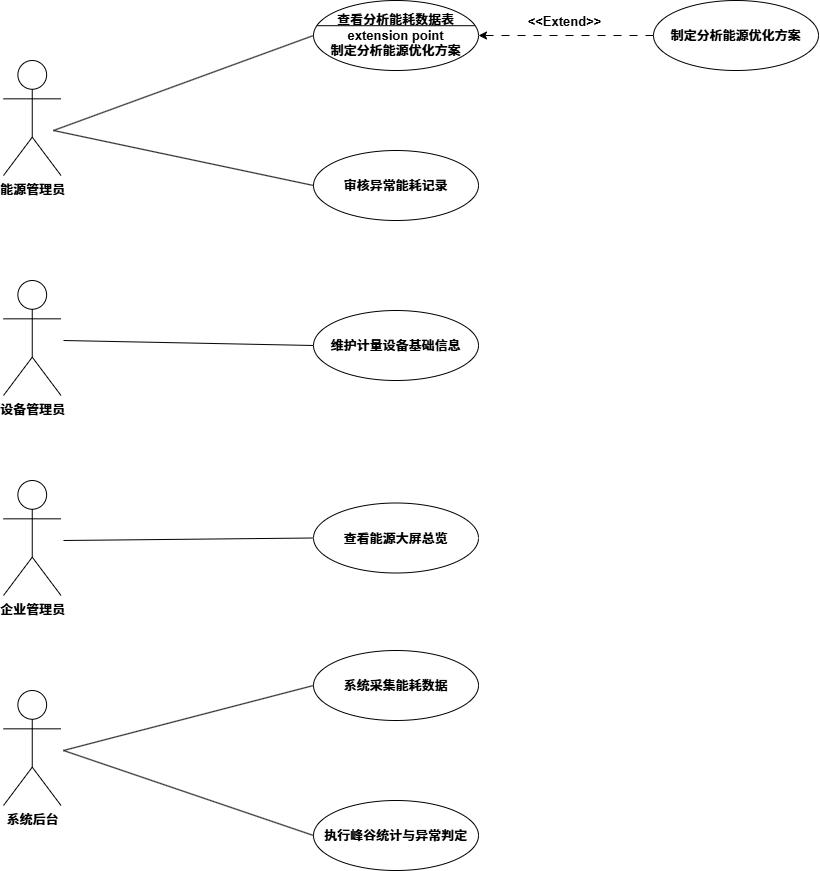 查看分析能耗数据表
extension point
制定分析能源优化方案
<<Extend>>
制定分析能源优化方案
能源管理员
审核异常能耗记录
维护计量设备基础信息
设备管理员
查看能源大屏总览
企业管理员
系统采集能耗数据
系统后台
执行峰谷统计与异常判定